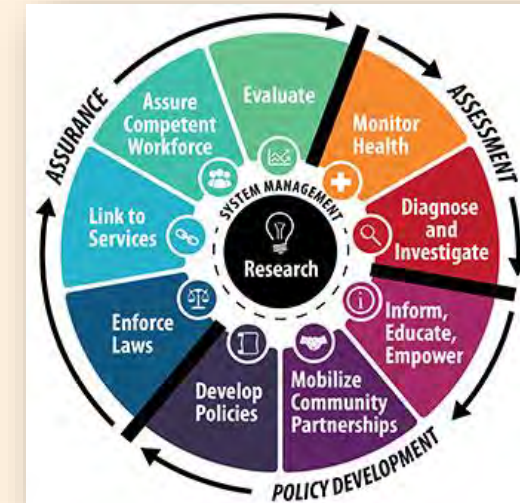 ASSURANCE
ASSESSMENT
POLICY DEVELOPMENT
Evaluate
Monitor
Health
Diagnose
and
Investigate
Inform,
Educate,
Empower
Mobilize
Community
Partnerships
Develop
Policies
Enforce
Laws
Link to
Services
Assure
Competent
Workforce
SYSTEM MANAGEMENT
Research